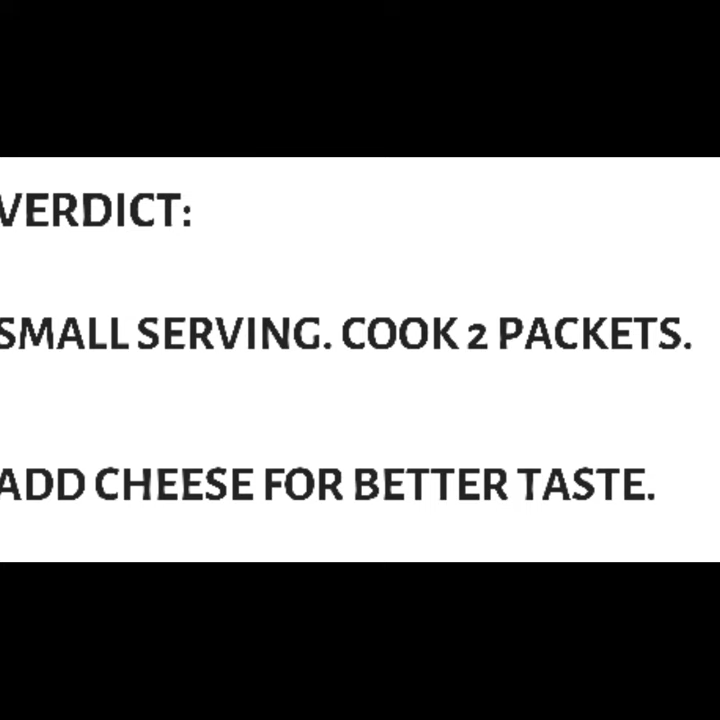 VERDICT:
SMALL SERVING. COOK 2 PACKETS.
ADD CHEESE FOR BETTER TASTE.